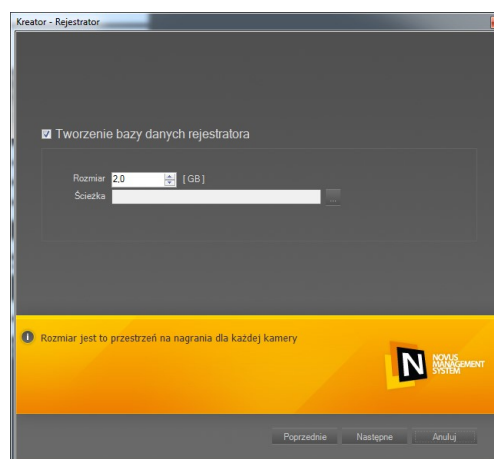 Kreator - Rejestrator
Tworzenie bazy danych rejestratora
Rozmiar 2,0 [GB]
Ścieżka ...
Rozmiar jest to przestrzeń na nagrania dla każdej kamery
N NOVUS
MANAGEMENT
SYSTEM
Poprzednie Następne Anuluj